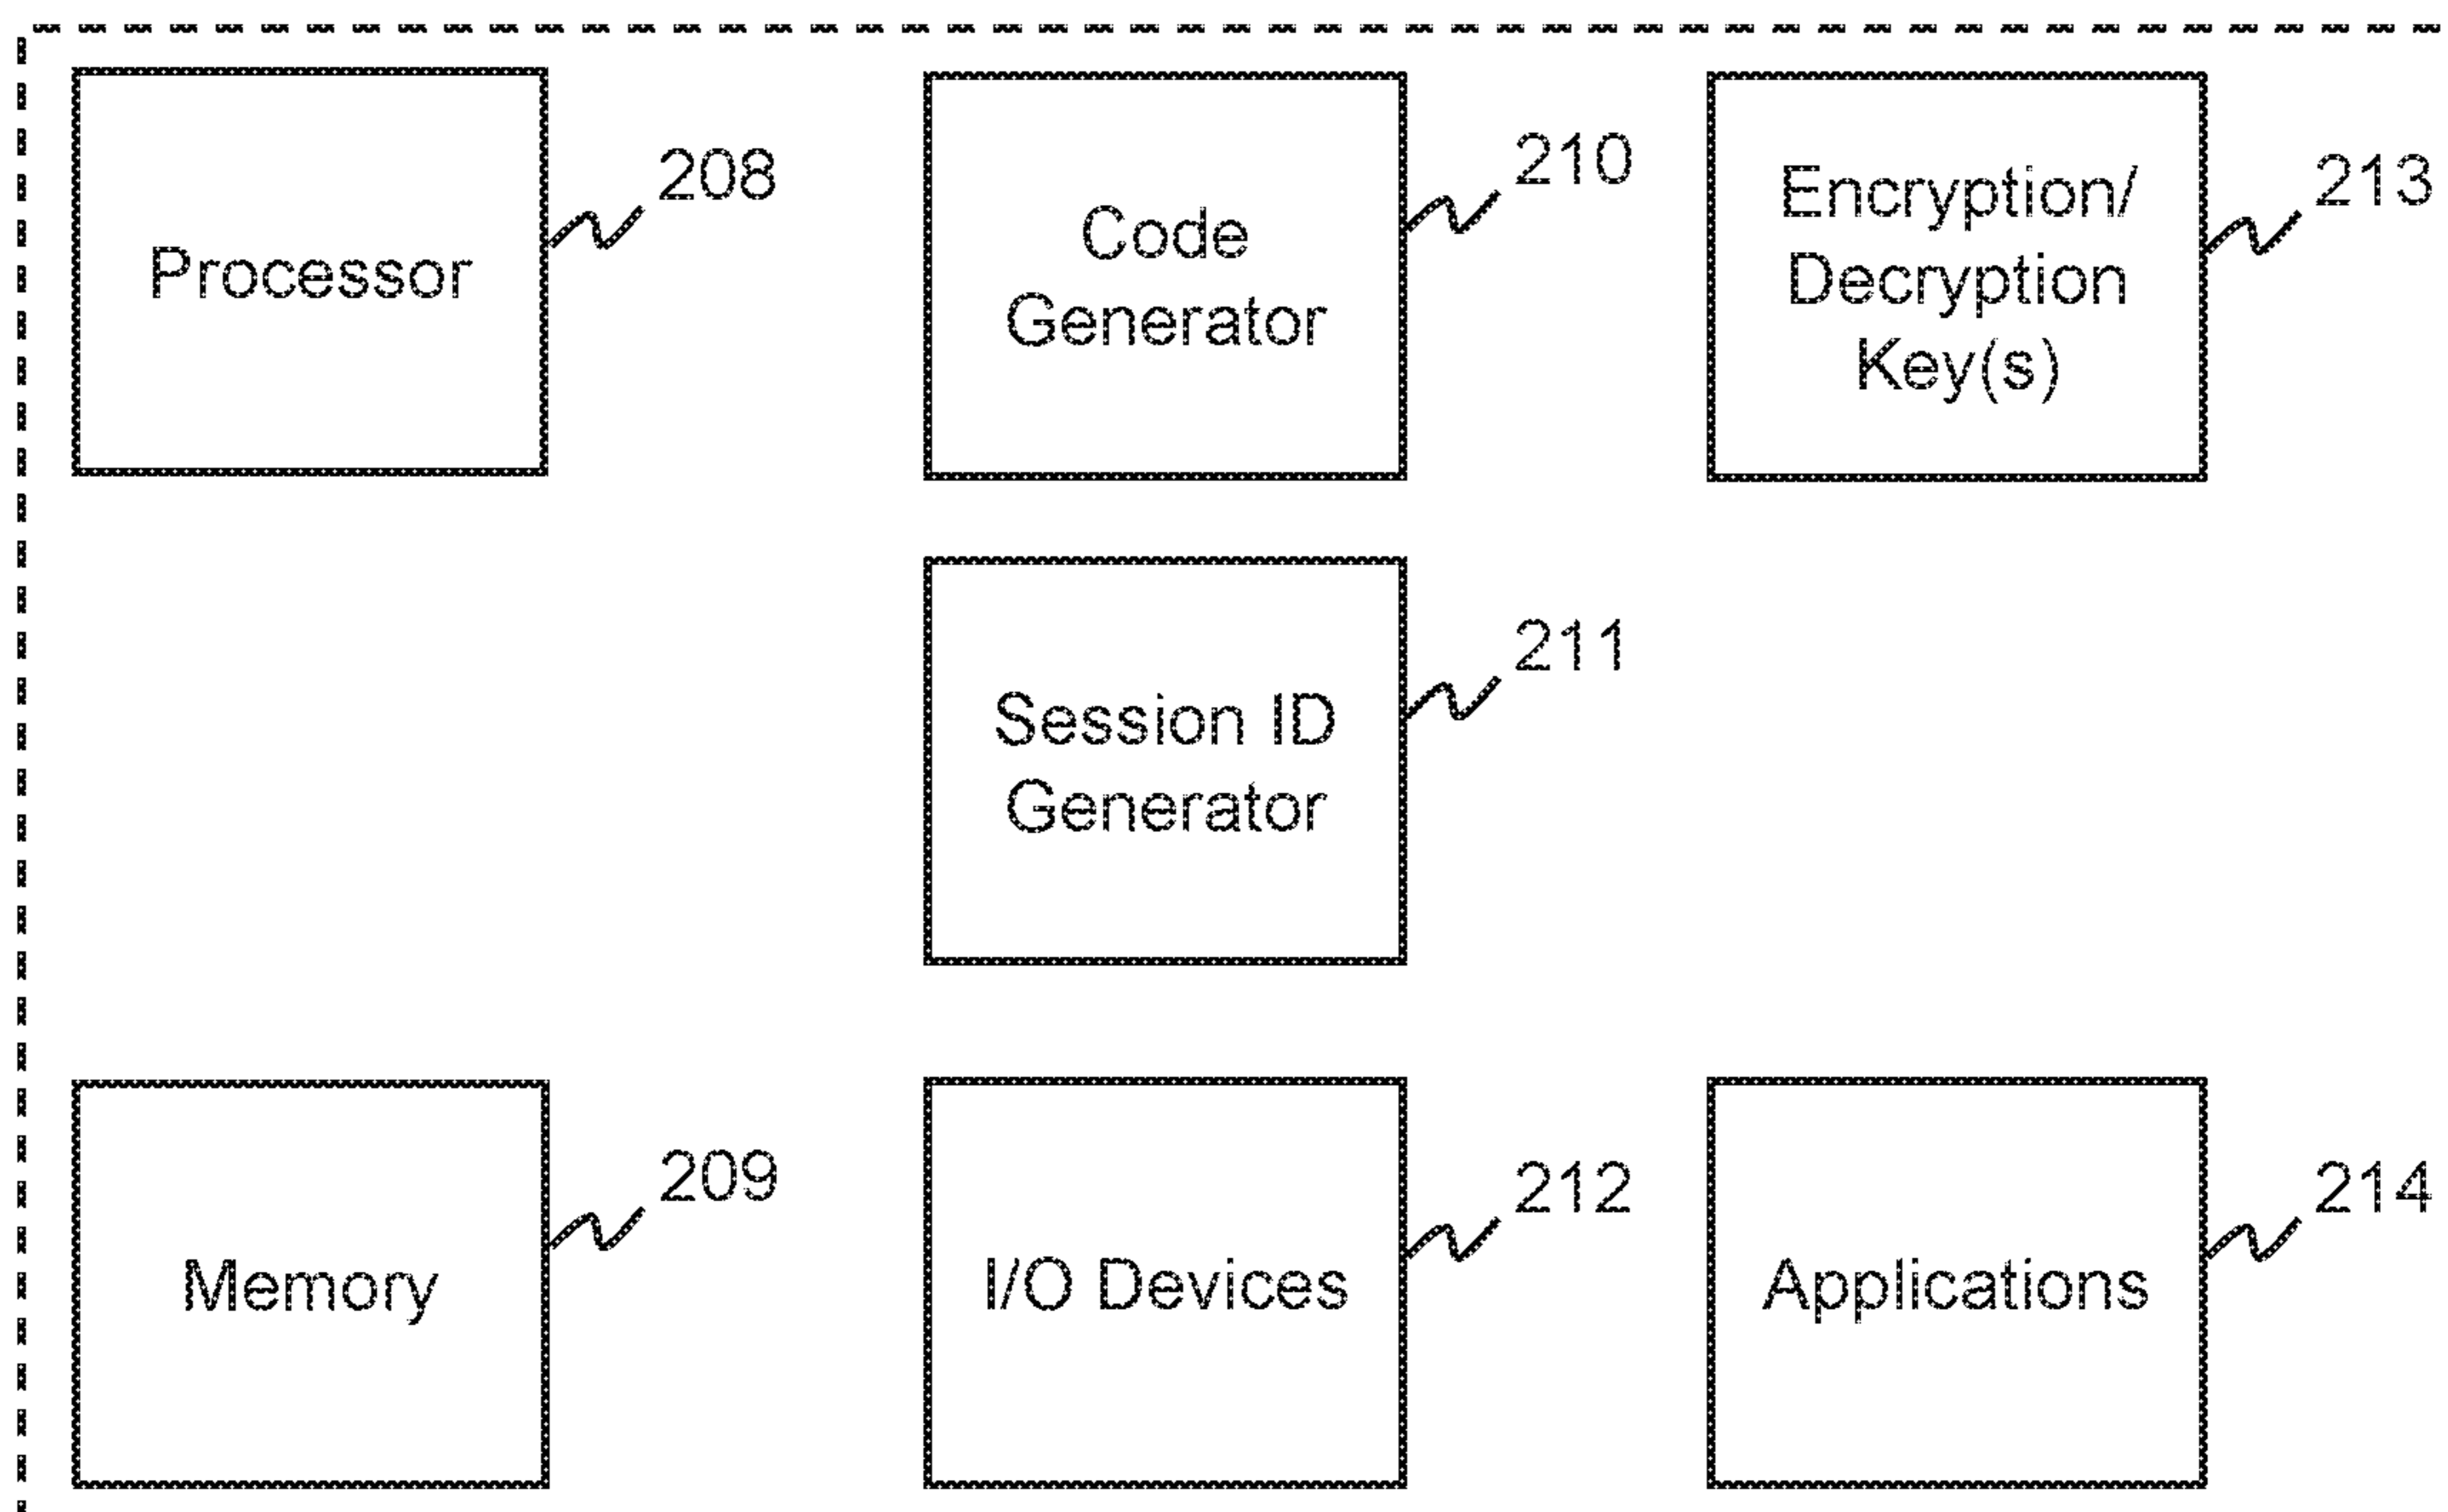 Processor
208
Code
Generator
210
Encryption/
Decryption
Key(s)
213
Session ID
Generator
211
Memory
209
I/O Devices
212
Applications
214